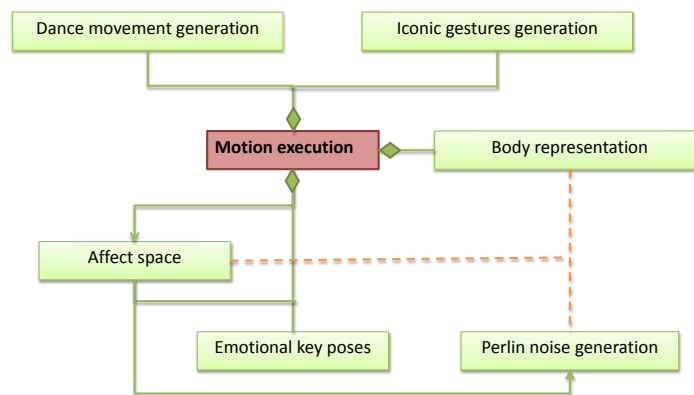 Dance movement generation
Iconic gestures generation
Motion execution
Body representation
Affect space
Emotional key poses
Perlin noise generation